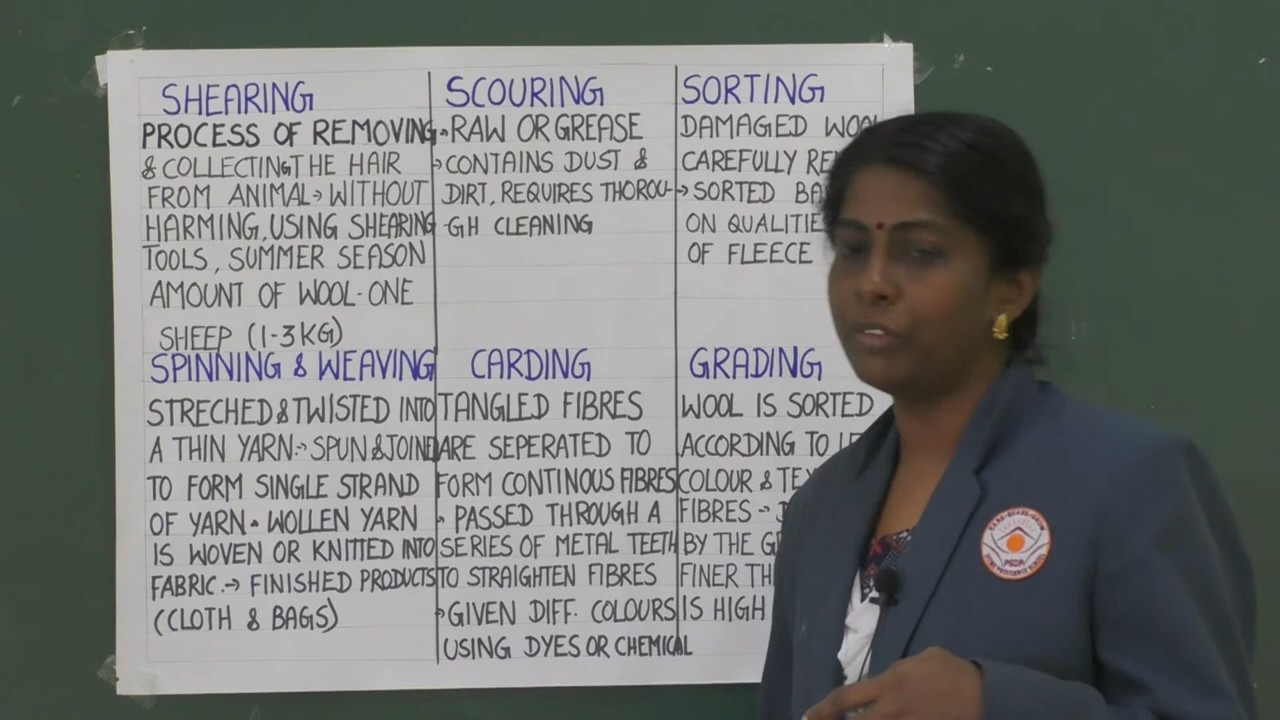 SHEARING
PROCESS OF REMOVING
& COLLECTING THE HAIR
FROM ANIMAL → WITHOUT
HARMING, USING SHEARING
TOOLS, SUMMER SEASON
AMOUNT OF WOOL-ONE
SHEEP (1-3 KG)
SCOURING
→ RAW OR GREASE
→ CONTAINS DUST &
DIRT, REQUIRES THOROU-
-GH CLEANING
SORTING
DAMAGED WOOL
CAREFULLY
→ SORTED
ON
OF FLEECE
SPINNING & WEAVING
STRECHED & TWISTED INTO
A THIN YARN → SPUN & JOINED
TO FORM SINGLE STRAND
OF YARN → WOLLEN YARN
IS WOVEN OR KNITTED INTO
FABRIC → FINISHED PRODUCTS
(CLOTH & BAGS)
CARDING
TANGLED FIBRES
ARE SEPERATED TO
FORM CONTINOUS FIBRES
→ PASSED THROUGH A
SERIES OF METAL TEETH
TO STRAIGHTEN FIBRES
→ GIVEN DIFF. COLOURS
USING DYES OR CHEMICAL
GRADING
WOOL IS SORTED
ACCORDING TO
COLOUR &
FIBRES →
BY THE
FINER
IS HIGH